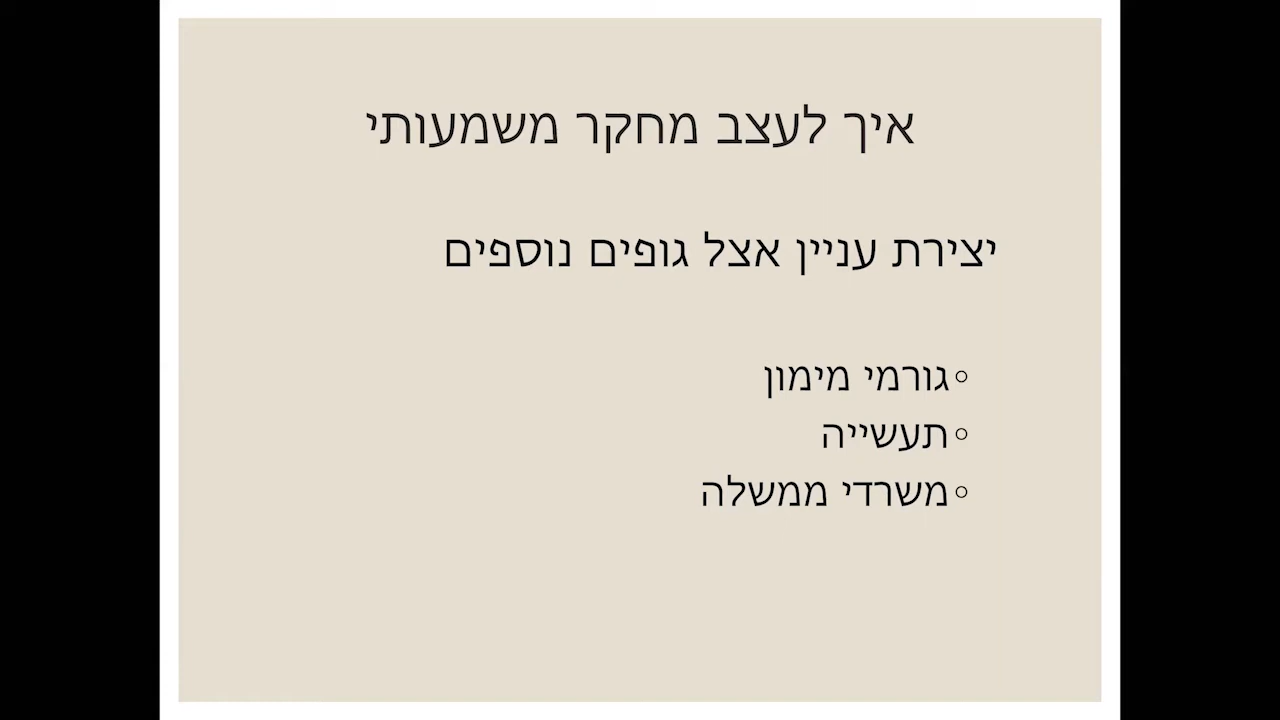 איך לעצב מחקר משמעותי
יצירת עניין אצל גופים נוספים
◦גורמי מימון
◦תעשייה
◦משרדי ממשלה